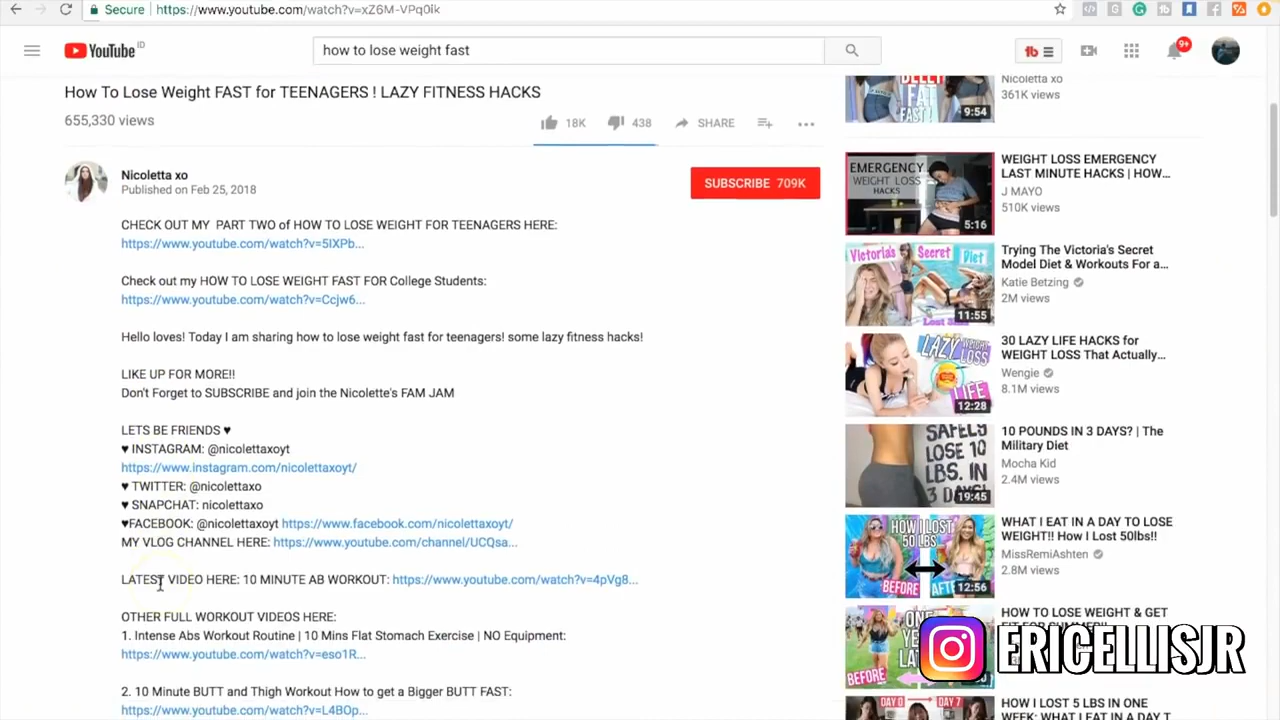 Secure https://www.youtube.com/watch?v=xZ6M-VPq0ik
YouTube ID
how to lose weight fast
9+
How To Lose Weight FAST for TEENAGERS ! LAZY FITNESS HACKS
655,330 views
18K
438
SHARE
Nicoletta xo
Published on Feb 25, 2018
SUBSCRIBE 709K
CHECK OUT MY PART TWO of HOW TO LOSE WEIGHT FOR TEENAGERS HERE:
https://www.youtube.com/watch?v=5IXPb...
Check out my HOW TO LOSE WEIGHT FAST FOR College Students:
https://www.youtube.com/watch?v=Ccjw6...
Hello loves! Today I am sharing how to lose weight fast for teenagers! some lazy fitness hacks!
LIKE UP FOR MORE!!
Don't Forget to SUBSCRIBE and join the Nicolette's FAM JAM
LETS BE FRIENDS ♥
♥ INSTAGRAM: @nicolettaxoyt
https://www.instagram.com/nicolettaxoyt/
♥ TWITTER: @nicolettaxo
♥ SNAPCHAT: nicolettaxo
♥FACEBOOK: @nicolettaxoyt https://www.facebook.com/nicolettaxoyt/
MY VLOG CHANNEL HERE: https://www.youtube.com/channel/UCQsa...
LATEST VIDEO HERE: 10 MINUTE AB WORKOUT: https://www.youtube.com/watch?v=4pVg8...
OTHER FULL WORKOUT VIDEOS HERE:
1. Intense Abs Workout Routine | 10 Mins Flat Stomach Exercise | NO Equipment:
https://www.youtube.com/watch?v=eso1R...
2. 10 Minute BUTT and Thigh Workout How to get a Bigger BUTT FAST:
https://www.youtube.com/watch?v=L4BOp...
BELLY
FAT
FAST!
9:54
Nicoletta xo
361K views
EMERGENCY
WEIGHT LOSS
HACKS
5:16
WEIGHT LOSS EMERGENCY
LAST MINUTE HACKS | HOW...
J MAYO
510K views
Victoria's Secret Diet
Lost
11:55
Trying The Victoria's Secret
Model Diet & Workouts For a...
Katie Betzing
2M views
LAZY WEIGHT
LOSS
LIFE
12:28
30 LAZY LIFE HACKS for
WEIGHT LOSS That Actually...
Wengie
8.1M views
SAFELY
LOSE 10
LBS. IN
3 DAYS!
19:45
10 POUNDS IN 3 DAYS? | The
Military Diet
Mocha Kid
2.4M views
HOW I LOST
50 LBS
BEFORE
12:56
WHAT I EAT IN A DAY TO LOSE
WEIGHT!! How I Lost 50lbs!!
MissRemiAshten
2.8M views
ONE
BEFORE
HOW TO LOSE WEIGHT & GET
ERICELLISJR
DAY 0 DAY 7
HOW I LOST 5 LBS IN ONE
WEEK: WHAT I EAT IN A DAY T